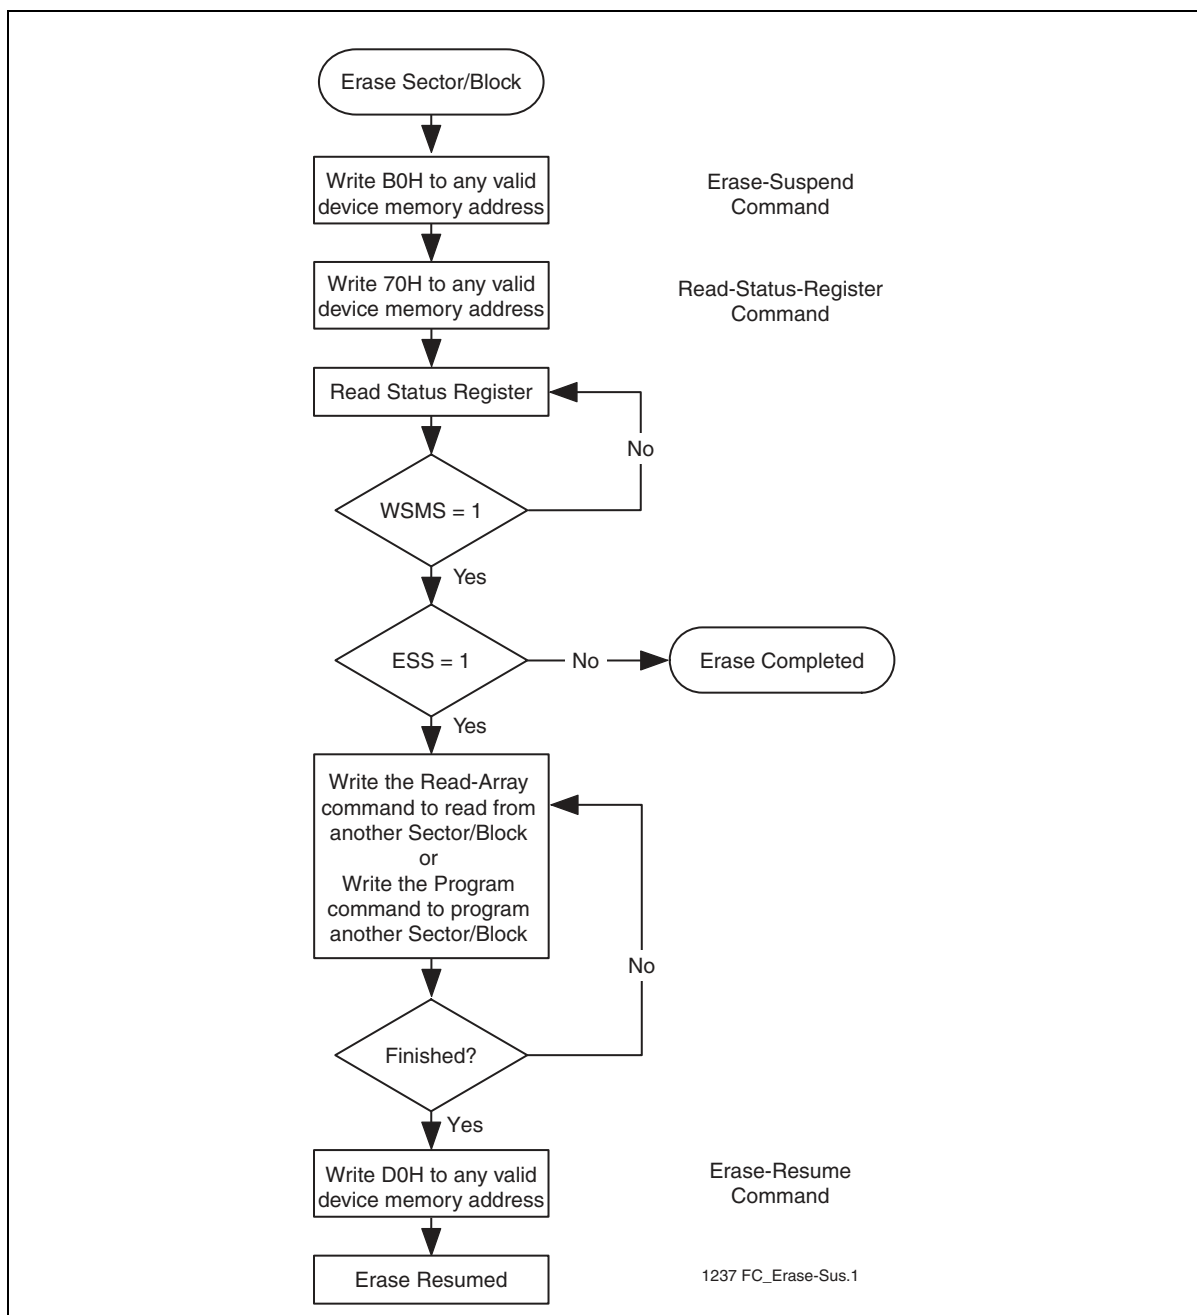 Erase Sector/Block
Write B0H to any valid
device memory address
Erase-Suspend
Command
Write 70H to any valid
device memory address
Read-Status-Register
Command
Read Status Register
No
WSMS = 1
Yes
ESS = 1
No
Erase Completed
Yes
Write the Read-Array
command to read from
another Sector/Block
or
Write the Program
command to program
another Sector/Block
No
Finished?
Yes
Write D0H to any valid
device memory address
Erase-Resume
Command
Erase Resumed
1237 FC_Erase-Sus.1